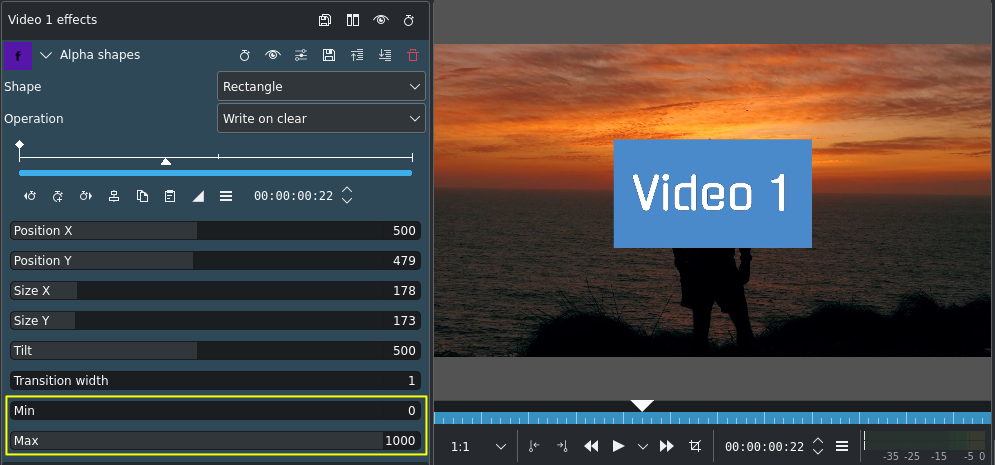 Video 1 effects
f
Alpha shapes
Shape
Rectangle
Operation
Write on clear
00:00:00:22
Position X 500
Position Y 479
Size X 178
Size Y 173
Tilt 500
Transition width 1
Min 0
Max 1000
Video 1
1:1
00:00:00:22
-35 -25 -15 -5 0